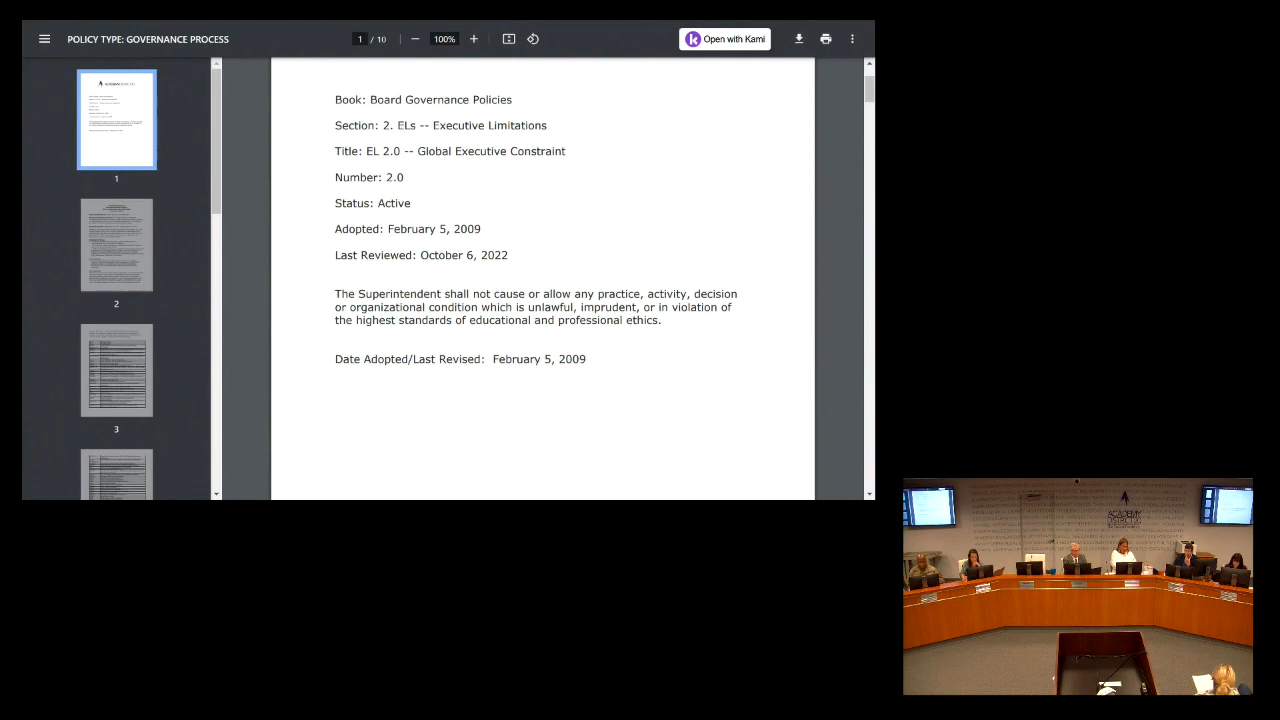 POLICY TYPE: GOVERNANCE PROCESS
1 / 10
100%
Open with Kami
Book: Board Governance Policies
Section: 2. ELs -- Executive Limitations
Title: EL 2.0 -- Global Executive Constraint
Number: 2.0
Status: Active
Adopted: February 5, 2009
Last Reviewed: October 6, 2022
The Superintendent shall not cause or allow any practice, activity, decision
or organizational condition which is unlawful, imprudent, or in violation of
the highest standards of educational and professional ethics.
Date Adopted/Last Revised: February 5, 2009
1
2
3
ACADEMY
DISTRICT20